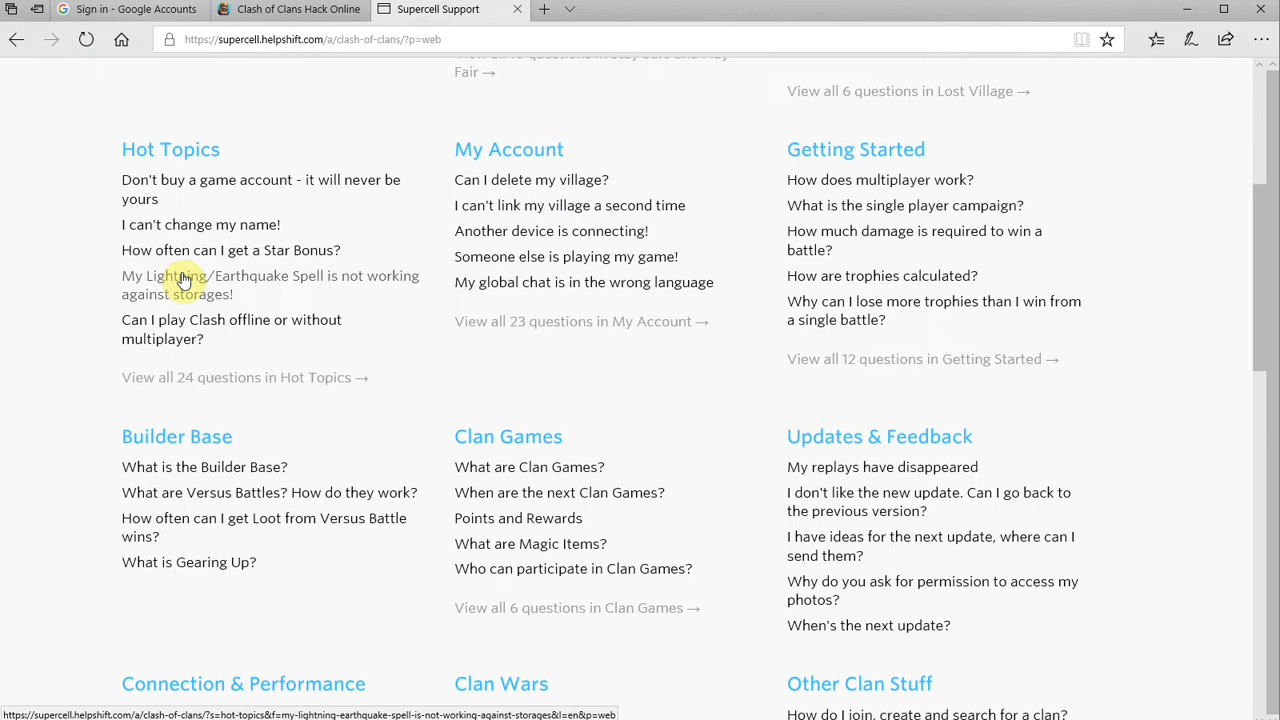 Sign in - Google Accounts
Clash of Clans Hack Online
Supercell Support
https://supercell.helpshift.com/a/clash-of-clans/?p=web
Fair →
View all 6 questions in Lost Village →
Hot Topics
Don't buy a game account - it will never be
yours
I can't change my name!
How often can I get a Star Bonus?
My Lightning/Earthquake Spell is not working
against storages!
Can I play Clash offline or without
multiplayer?
View all 24 questions in Hot Topics →
My Account
Can I delete my village?
I can't link my village a second time
Another device is connecting!
Someone else is playing my game!
My global chat is in the wrong language
View all 23 questions in My Account →
Getting Started
How does multiplayer work?
What is the single player campaign?
How much damage is required to win a
battle?
How are trophies calculated?
Why can I lose more trophies than I win from
a single battle?
View all 12 questions in Getting Started →
Builder Base
What is the Builder Base?
What are Versus Battles? How do they work?
How often can I get Loot from Versus Battle
wins?
What is Gearing Up?
Clan Games
What are Clan Games?
When are the next Clan Games?
Points and Rewards
What are Magic Items?
Who can participate in Clan Games?
View all 6 questions in Clan Games →
Updates & Feedback
My replays have disappeared
I don't like the new update. Can I go back to
the previous version?
I have ideas for the next update, where can I
send them?
Why do you ask for permission to access my
photos?
When's the next update?
Connection & Performance
Clan Wars
Other Clan Stuff
How do I join, create and search for a clan?
https://supercell.helpshift.com/a/clash-of-clans/?s=hot-topics&f=my-lightning-earthquake-spell-is-not-working-against-storages&l=en&p=web